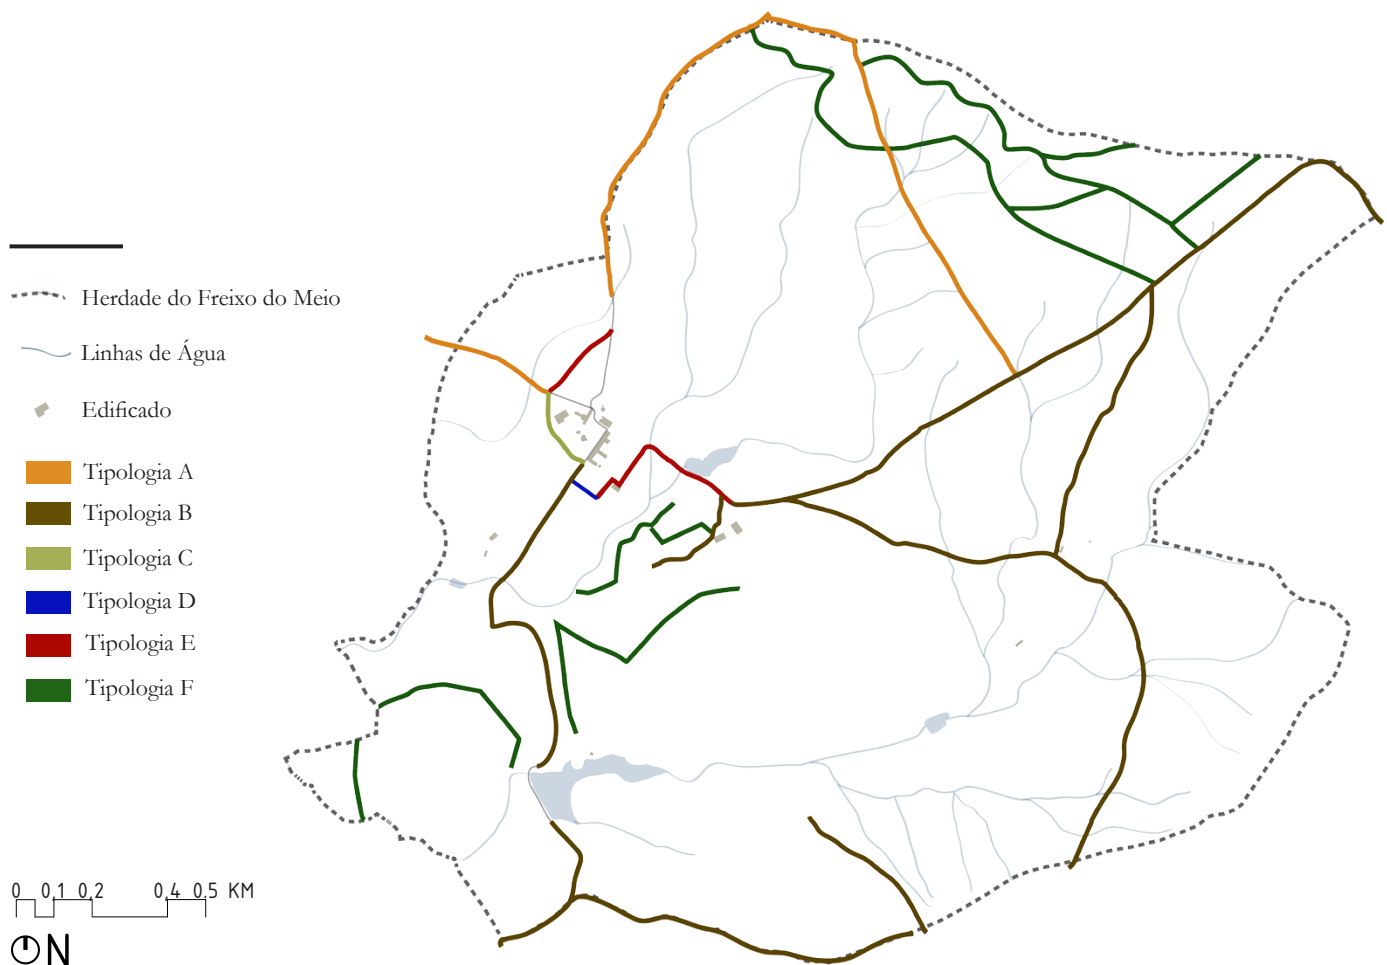 Herdade do Freixo do Meio
Linhas de Água
Edificado
Tipologia A
Tipologia B
Tipologia C
Tipologia D
Tipologia E
Tipologia F
0 0,1 0,2 0,4 0,5 KM
N